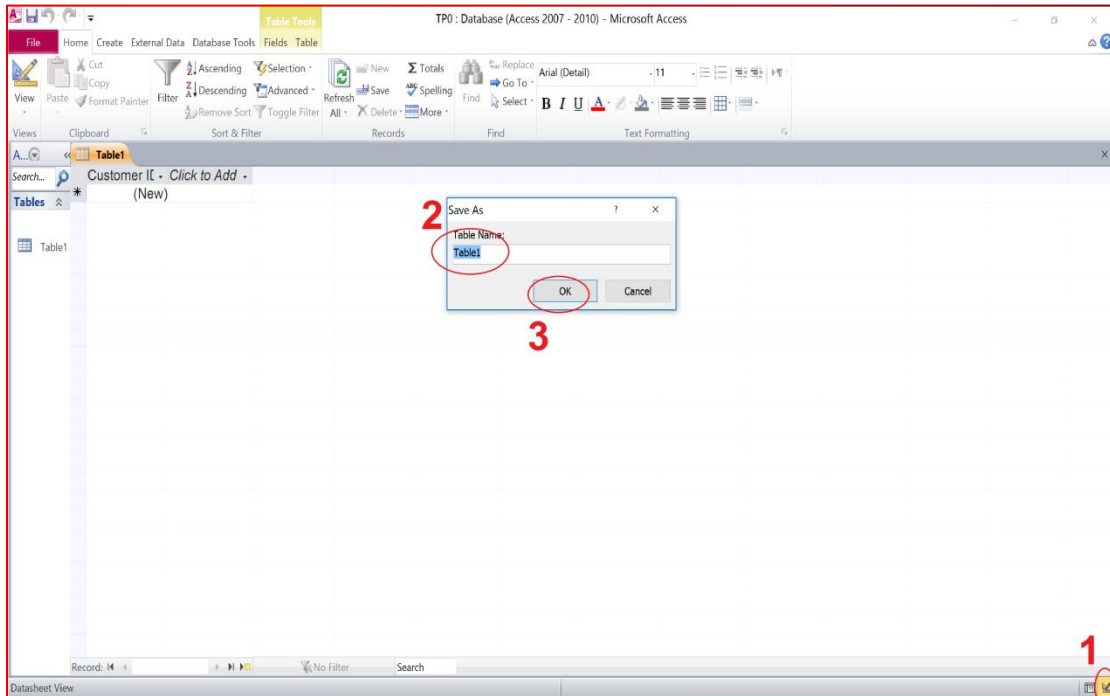 TP0 : Database (Access 2007 - 2010) - Microsoft Access
Table Tools
File Home Create External Data Database Tools Fields Table
View
Paste
Cut
Copy
Format Painter
Filter
Ascending
Descending
Remove Sort
Selection
Advanced
Toggle Filter
Refresh All
New
Save
Delete
Totals
Spelling
More
Find
Replace
Go To
Select
Arial (Detail) 11
B I U A
Views Clipboard Sort & Filter Records Find Text Formatting
A... « Table1
Search...
Tables
Table1
Customer ID Click to Add
(New)
2
Save As ? ×
Table Name:
Table1
OK Cancel
3
1
Record: No Filter Search
Datasheet View